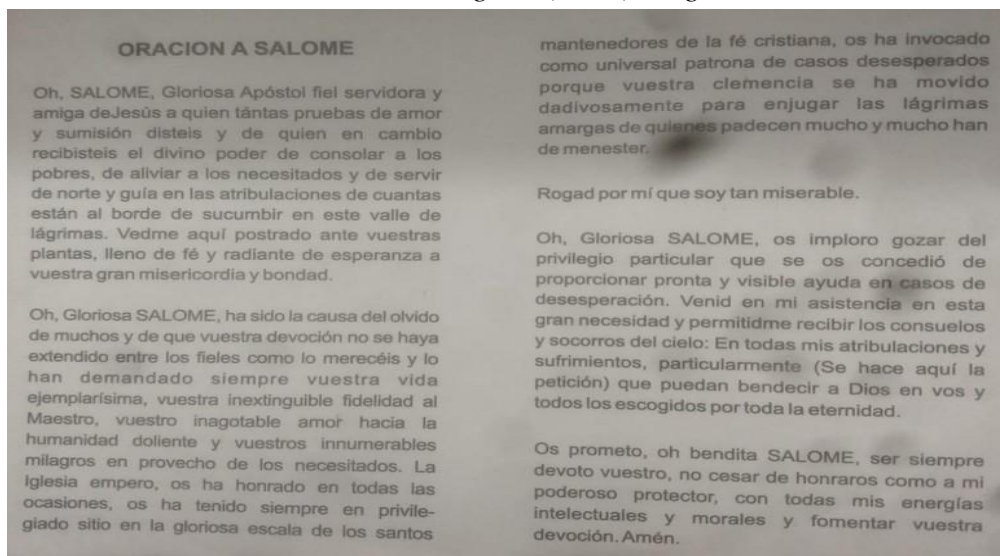 ORACION A SALOME
Oh, SALOME, Gloriosa Apóstol fiel servidora y
amiga deJesús a quien tántas pruebas de amor
y sumisión disteis y de quien en cambio
recibisteis el divino poder de consolar a los
pobres, de aliviar a los necesitados y de servir
de norte y guía en las atribulaciones de cuantas
están al borde de sucumbir en este valle de
lágrimas. Vedme aquí postrado ante vuestras
plantas, lleno de fé y radiante de esperanza a
vuestra gran misericordia y bondad.
Oh, Gloriosa SALOME, ha sido la causa del olvido
de muchos y de que vuestra devoción no se haya
extendido entre los fieles como lo merecéis y lo
han demandado siempre vuestra vida
ejemplarísima, vuestra inextinguible fidelidad al
Maestro, vuestro inagotable amor hacia la
humanidad doliente y vuestros innumerables
milagros en provecho de los necesitados. La
Iglesia empero, os ha honrado en todas las
ocasiones, os ha tenido siempre en privile-
giado sitio en la gloriosa escala de los santos
mantenedores de la fé cristiana, os ha invocado
como universal patrona de casos desesperados
porque vuestra clemencia se ha movido
dadivosamente para enjugar las lágrimas
amargas de quienes padecen mucho y mucho han
de menester.
Rogad por mí que soy tan miserable.
Oh, Gloriosa SALOME, os imploro gozar del
privilegio particular que se os concedió de
proporcionar pronta y visible ayuda en casos de
desesperación. Venid en mi asistencia en esta
gran necesidad y permitidme recibir los consuelos
y socorros del cielo: En todas mis atribulaciones y
sufrimientos, particularmente (Se hace aquí la
petición) que puedan bendecir a Dios en vos y
todos los escogidos por toda la eternidad.
Os prometo, oh bendita SALOME, ser siempre
devoto vuestro, no cesar de honraros como a mi
poderoso protector, con todas mis energías
intelectuales y morales y fomentar vuestra
devoción. Amén.